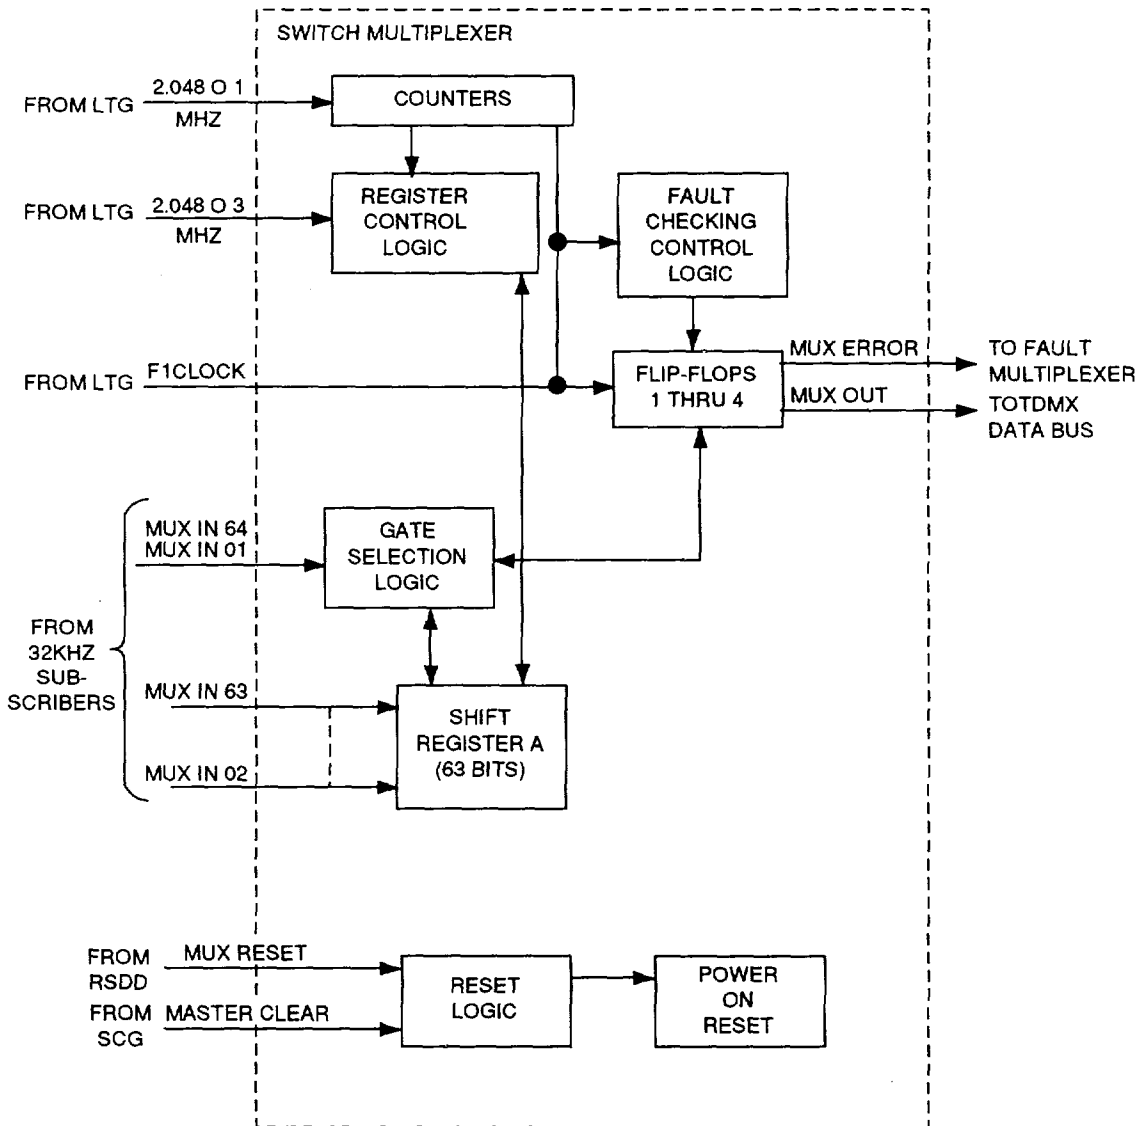 SWITCH MULTIPLEXER
FROM LTG
2.048 O 1
MHZ
COUNTERS
FROM LTG
2.048 O 3
MHZ
REGISTER
CONTROL
LOGIC
FAULT
CHECKING
CONTROL
LOGIC
FROM LTG
F1CLOCK
FLIP-FLOPS
1 THRU 4
MUX ERROR
TO FAULT
MULTIPLEXER
MUX OUT
TOTDMX
DATA BUS
FROM
32KHZ
SUB-
SCRIBERS
MUX IN 64
MUX IN 01
GATE
SELECTION
LOGIC
MUX IN 63
MUX IN 02
SHIFT
REGISTER A
(63 BITS)
FROM
RSDD
MUX RESET
FROM
SCG
MASTER CLEAR
RESET
LOGIC
POWER
ON
RESET